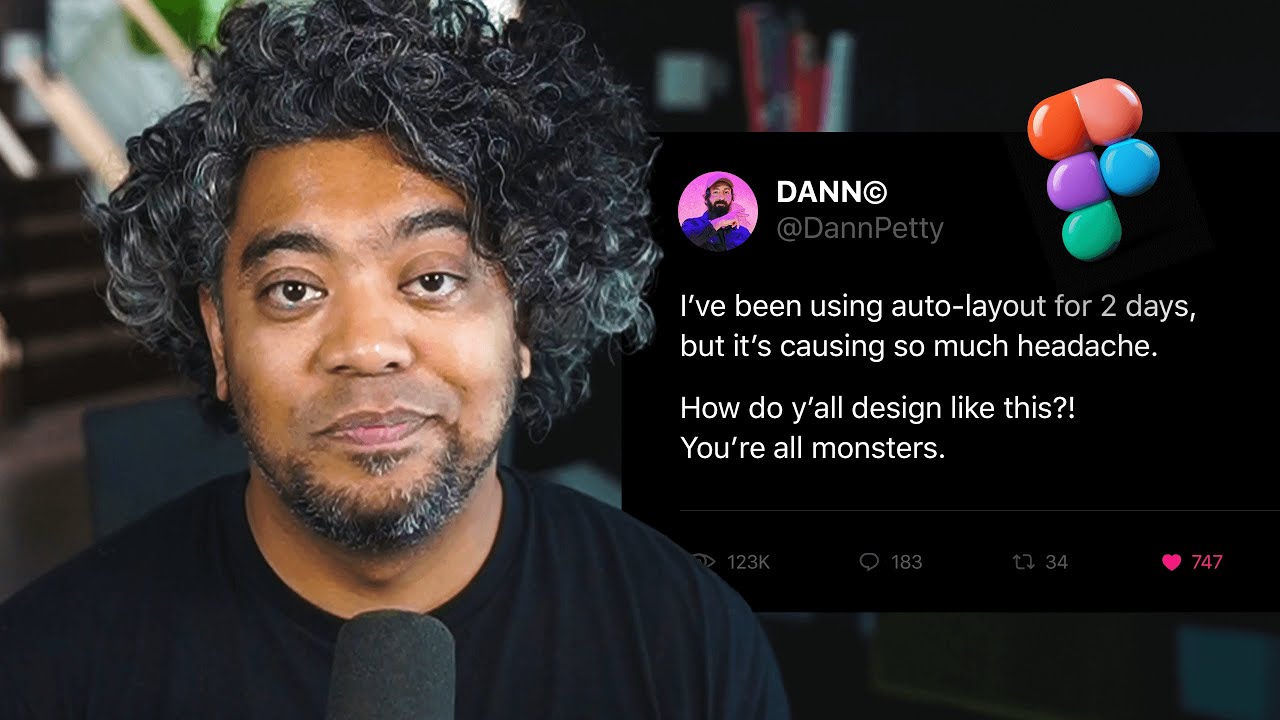 DANN©
@DannPetty
I’ve been using auto-layout for 2 days,
but it’s causing so much headache.
How do y’all design like this?!
You’re all monsters.
123K 183 34 747